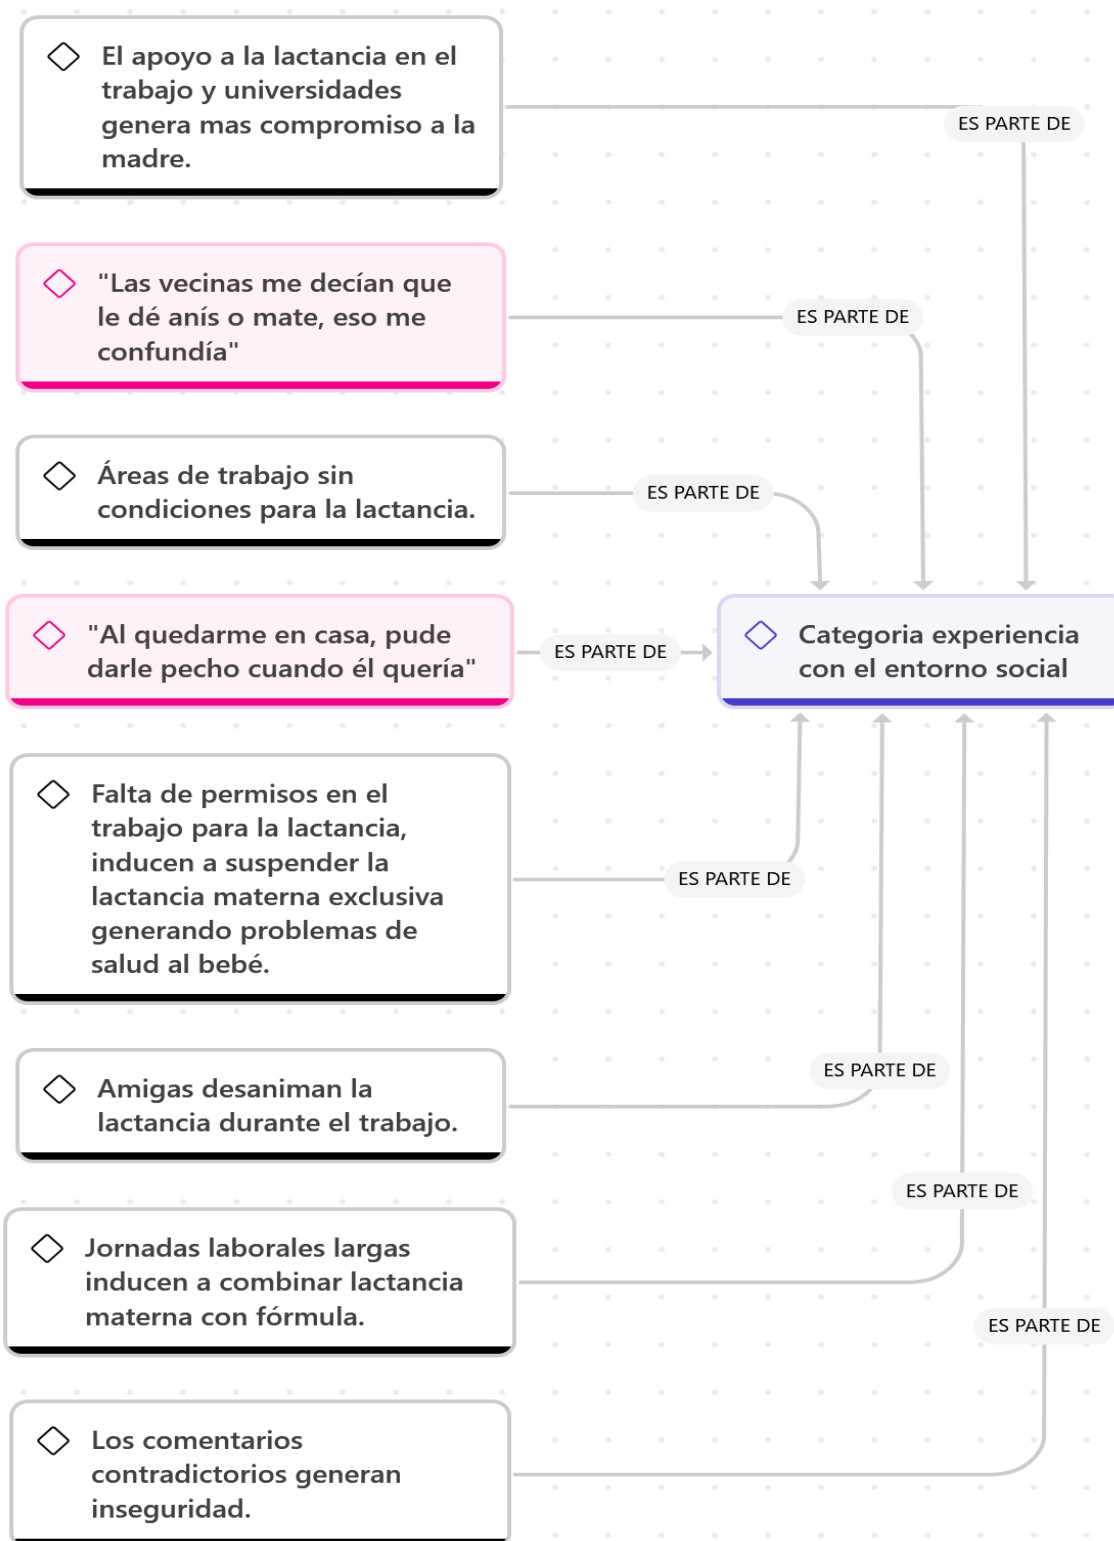 El apoyo a la lactancia en el
trabajo y universidades
genera mas compromiso a la
madre.
ES PARTE DE
"Las vecinas me decían que
le dé anís o mate, eso me
confundía"
ES PARTE DE
Áreas de trabajo sin
condiciones para la lactancia.
ES PARTE DE
"Al quedarme en casa, pude
darle pecho cuando él quería"
ES PARTE DE
Categoria experiencia
con el entorno social
Falta de permisos en el
trabajo para la lactancia,
inducen a suspender la
lactancia materna exclusiva
generando problemas de
salud al bebé.
ES PARTE DE
Amigas desaniman la
lactancia durante el trabajo.
ES PARTE DE
Jornadas laborales largas
inducen a combinar lactancia
materna con fórmula.
ES PARTE DE
Los comentarios
contradictorios generan
inseguridad.
ES PARTE DE